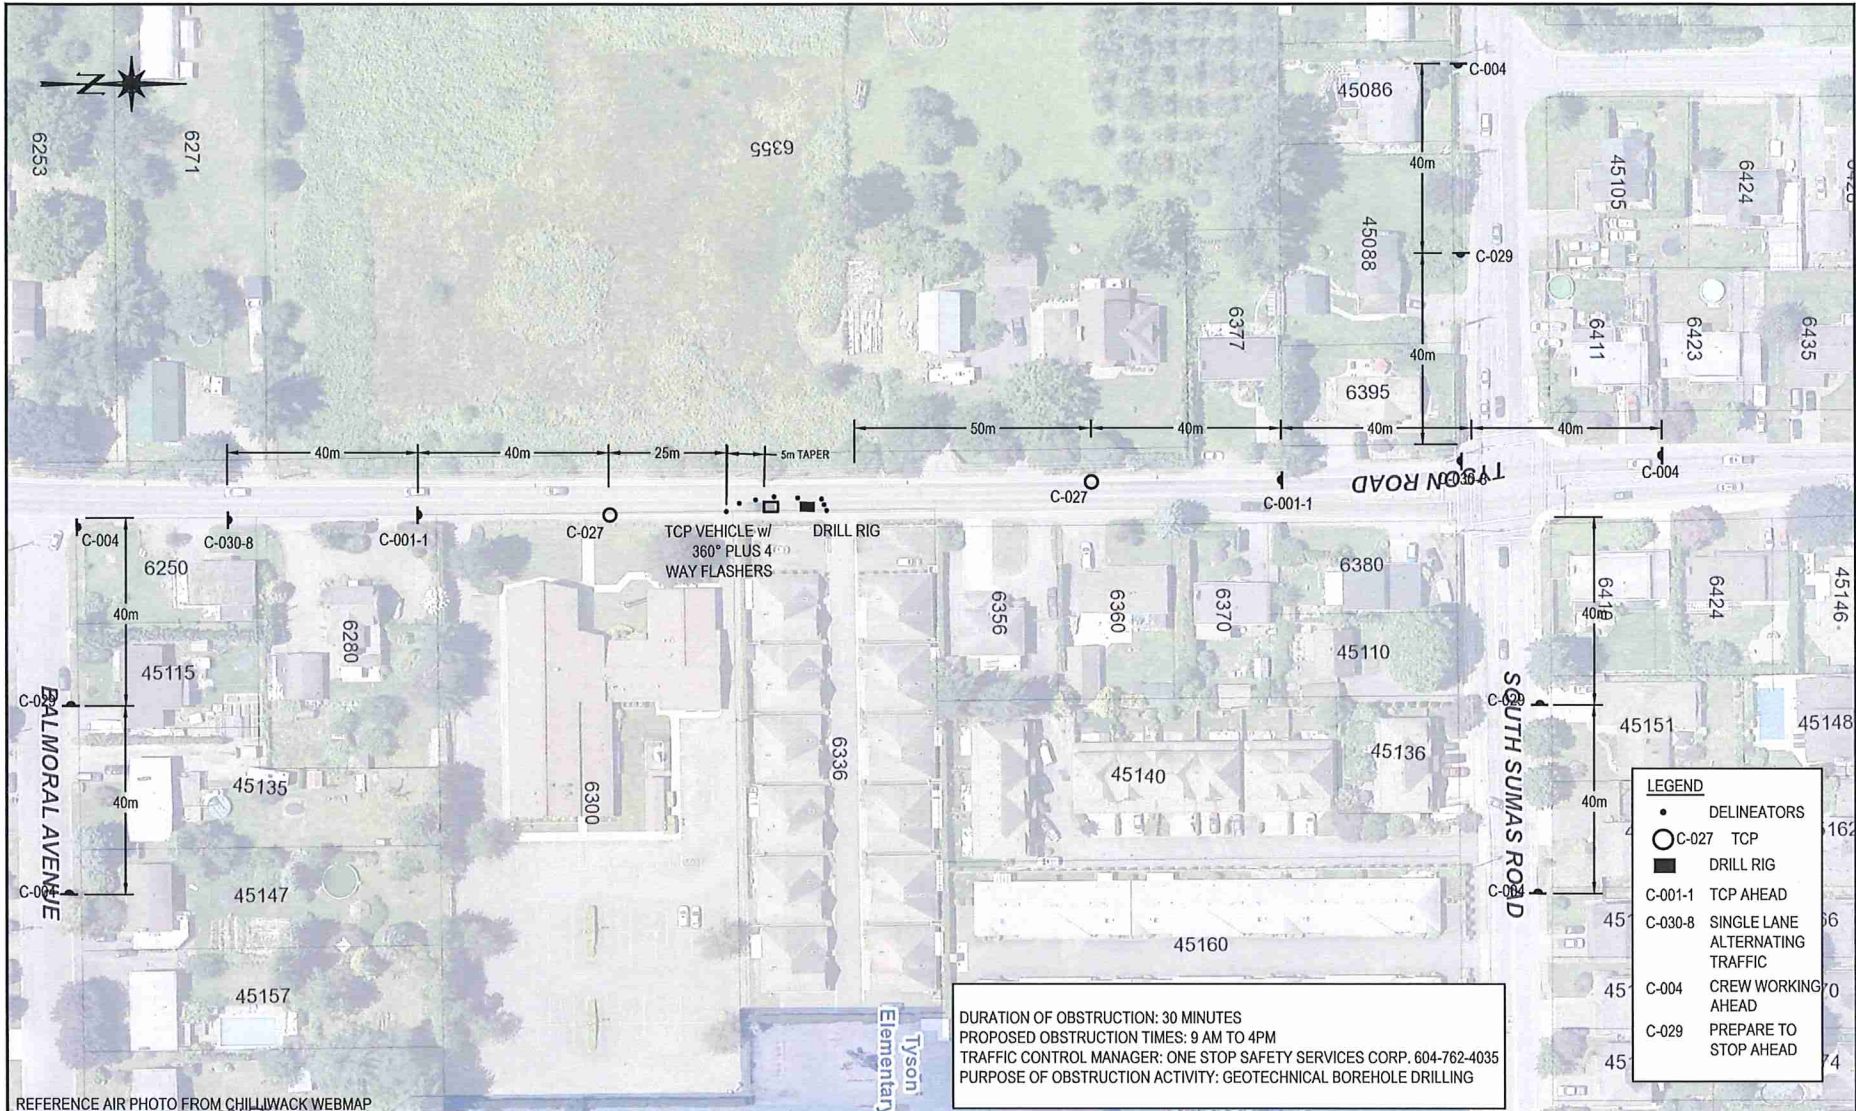 N
6253
6271
6355
45086
C-004
40m
45088
C-029
40m
45105
6424
6377
6395
6411
6423
6435
40m
40m
25m
5m TAPER
50m
40m
40m
40m
C-004
C-030-8
C-001-1
C-027
TCP VEHICLE w/
360° PLUS 4
WAY FLASHERS
DRILL RIG
C-027
C-001-1
TYSON ROAD
C-030-8
C-004
6250
40m
6280
45115
C-029
BALMORAL AVENUE
40m
C-004
45135
45147
45157
6300
6336
6356
6360
6370
6380
45110
45140
45136
45160
40m
6424
45146
C-029
SOUTH SUMAS ROAD
45151
45148
40m
C-004
Tyson
Elementary
LEGEND
DELINEATORS
C-027 TCP
DRILL RIG
C-001-1 TCP AHEAD
C-030-8 SINGLE LANE
ALTERNATING
TRAFFIC
C-004 CREW WORKING
AHEAD
C-029 PREPARE TO
STOP AHEAD
DURATION OF OBSTRUCTION: 30 MINUTES
PROPOSED OBSTRUCTION TIMES: 9 AM TO 4PM
TRAFFIC CONTROL MANAGER: ONE STOP SAFETY SERVICES CORP. 604-762-4035
PURPOSE OF OBSTRUCTION ACTIVITY: GEOTECHNICAL BOREHOLE DRILLING
REFERENCE AIR PHOTO FROM CHILLIWACK WEBMAP